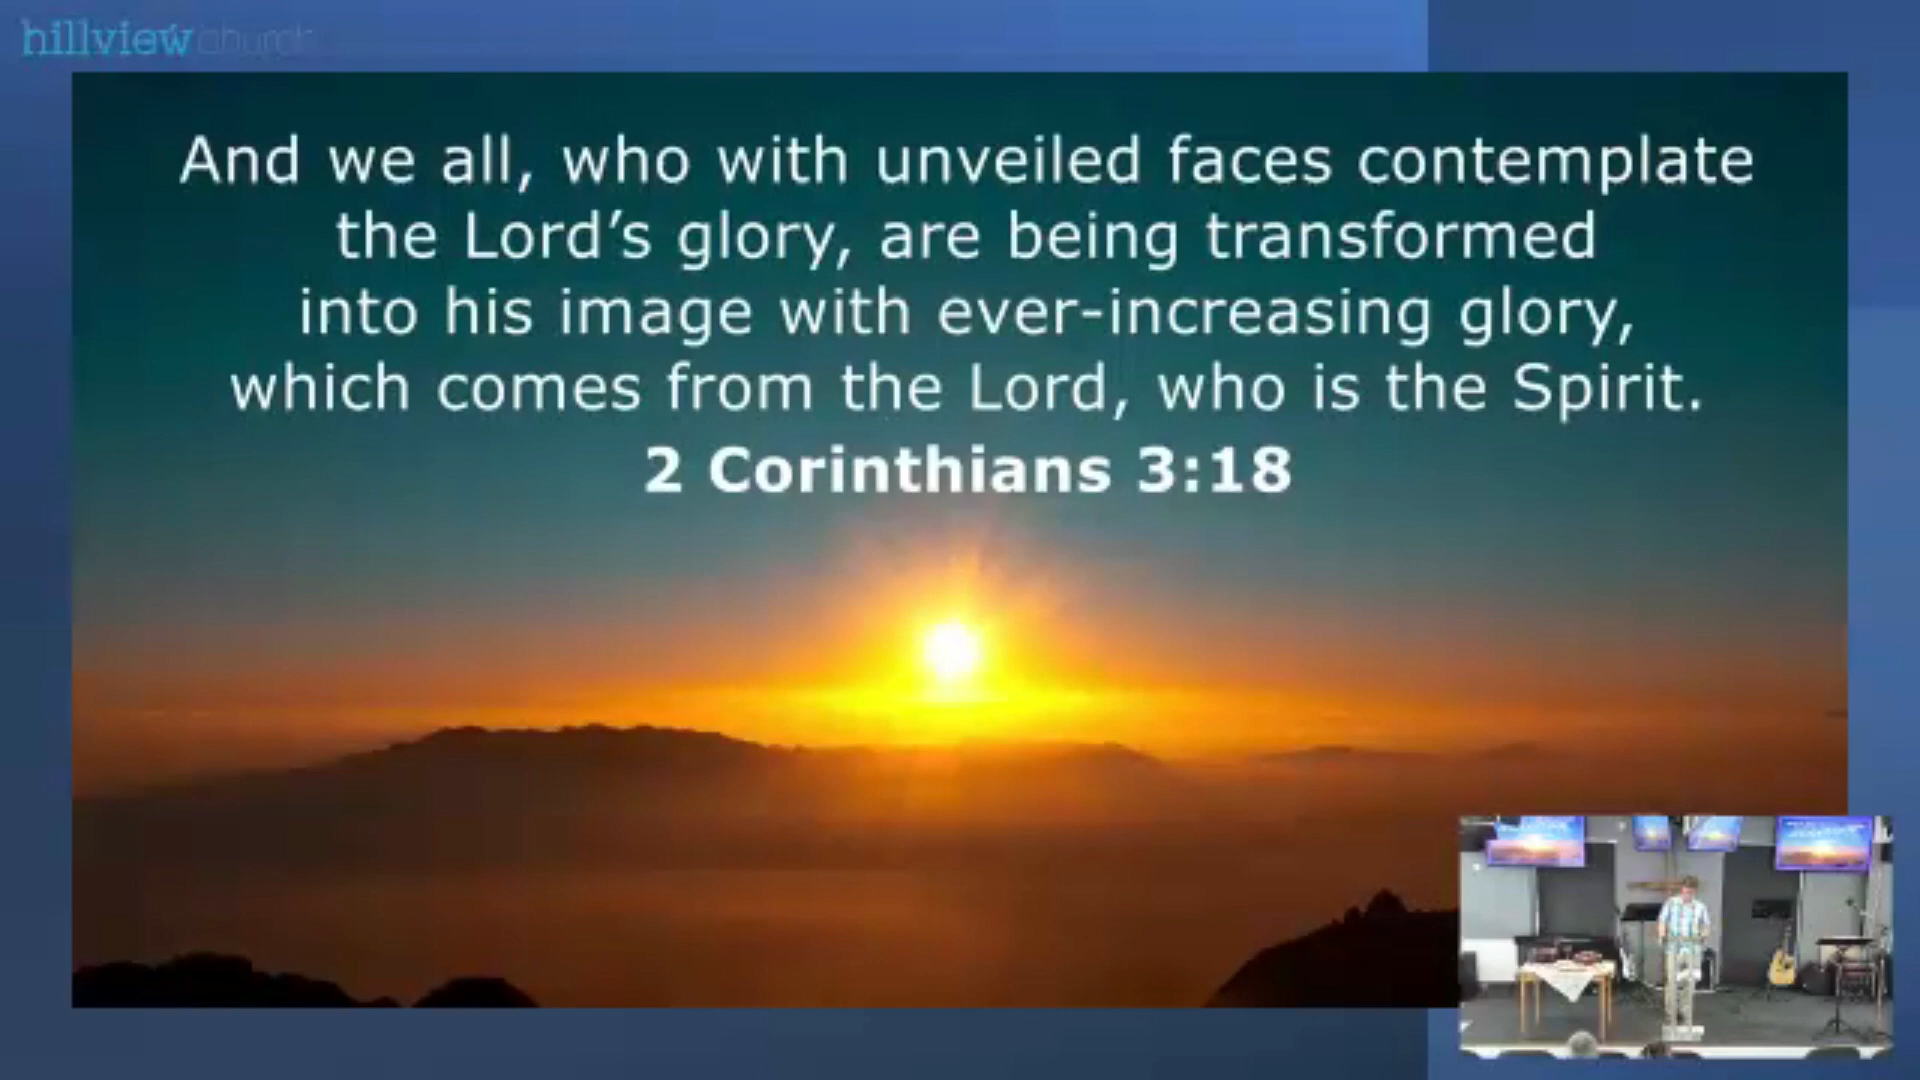 hillview church
And we all, who with unveiled faces contemplate
the Lord’s glory, are being transformed
into his image with ever-increasing glory,
which comes from the Lord, who is the Spirit.
2 Corinthians 3:18